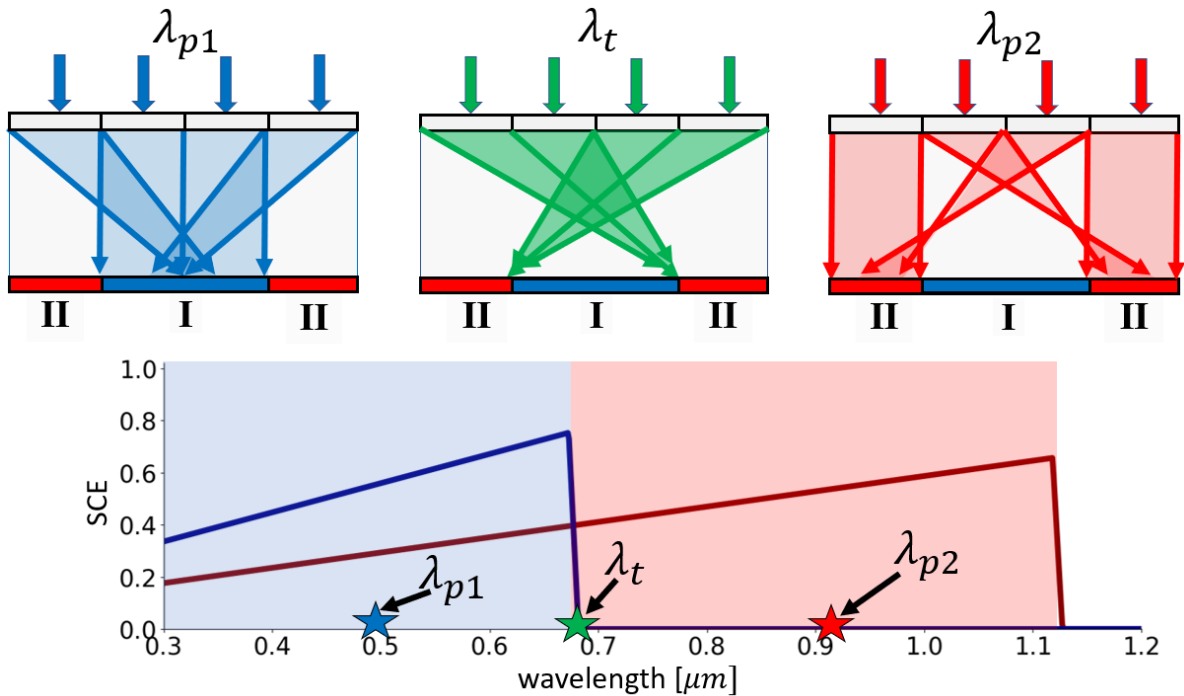 λp1 λt λp2
II I II II I II II I II
1.0
0.8
0.6
0.4
0.2
0.0
SCE
λp1 λt λp2
0.3 0.4 0.5 0.6 0.7 0.8 0.9 1.0 1.1 1.2
wavelength [μm]